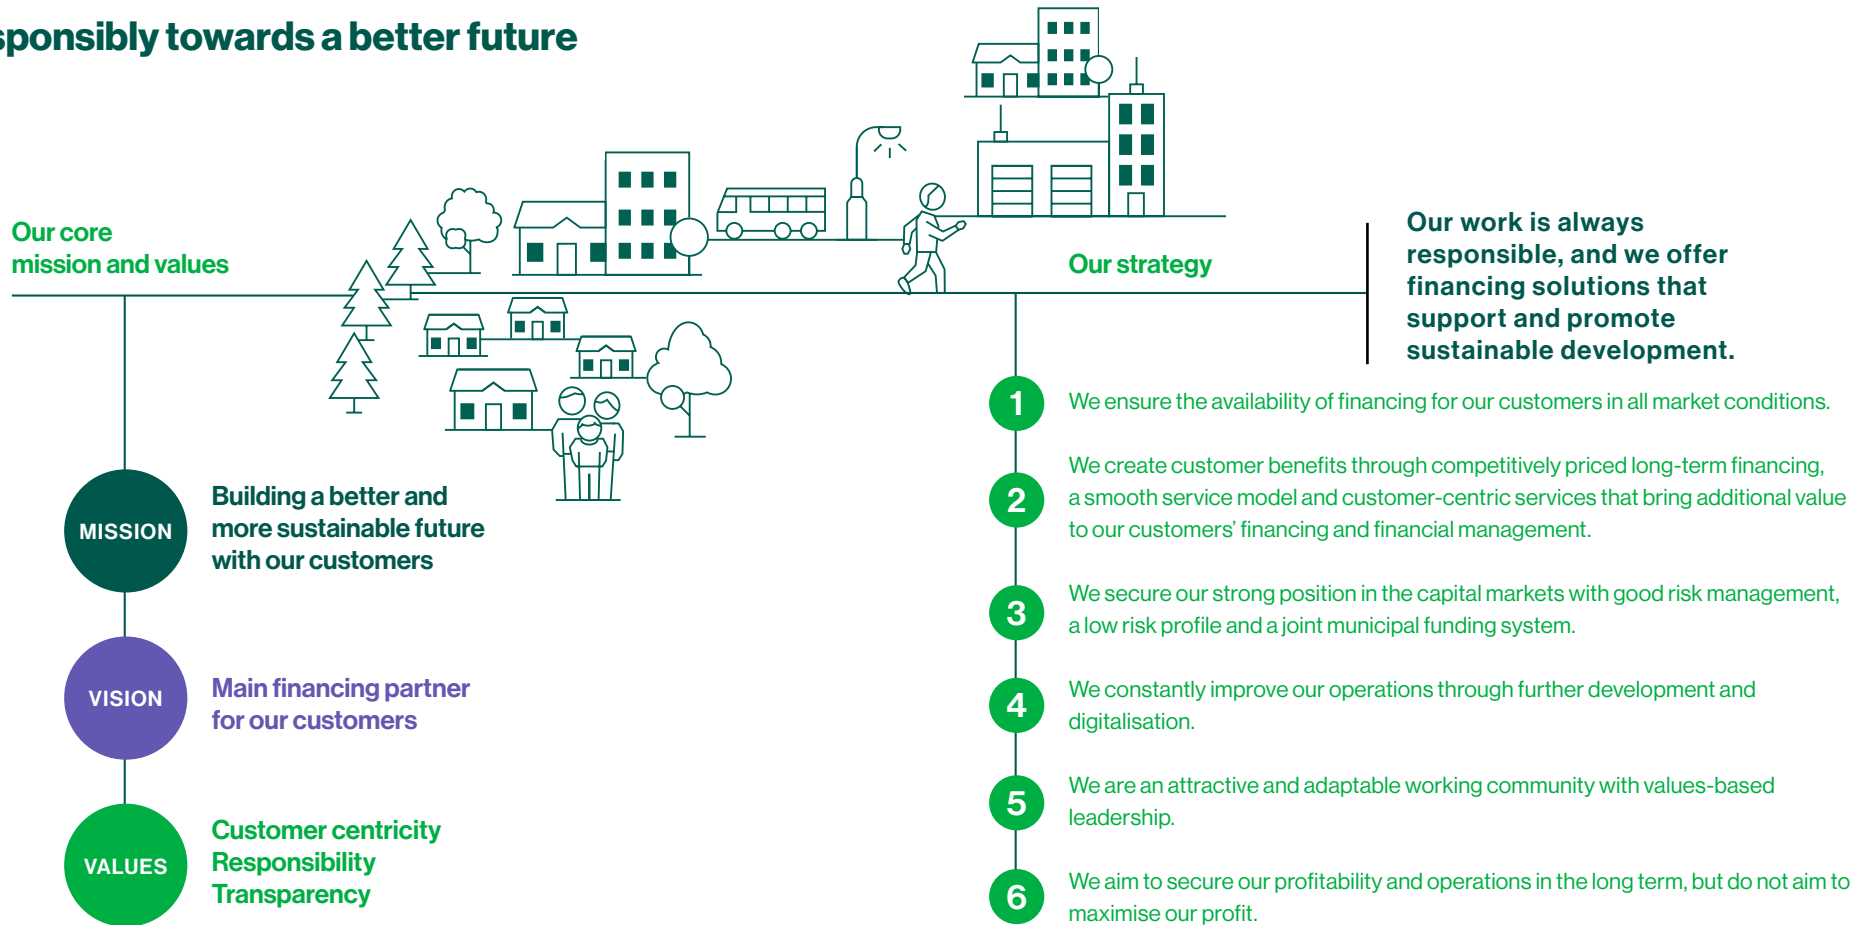 sponsibly towards a better future
Our core
mission and values
MISSION
Building a better and
more sustainable future
with our customers
VISION
Main financing partner
for our customers
VALUES
Customer centricity
Responsibility
Transparency
Our strategy
Our work is always
responsible, and we offer
financing solutions that
support and promote
sustainable development.
1
We ensure the availability of financing for our customers in all market conditions.
2
We create customer benefits through competitively priced long-term financing,
a smooth service model and customer-centric services that bring additional value
to our customers’ financing and financial management.
3
We secure our strong position in the capital markets with good risk management,
a low risk profile and a joint municipal funding system.
4
We constantly improve our operations through further development and
digitalisation.
5
We are an attractive and adaptable working community with values-based
leadership.
6
We aim to secure our profitability and operations in the long term, but do not aim to
maximise our profit.